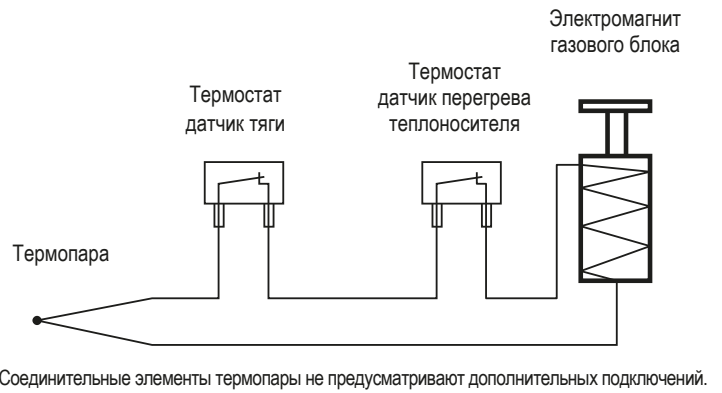 Электромагнит
газового блока
Термостат
датчик перегрева
теплоносителя
Термостат
датчик тяги
Термопара
Соединительные элементы термопары не предусматривают дополнительных подключений.